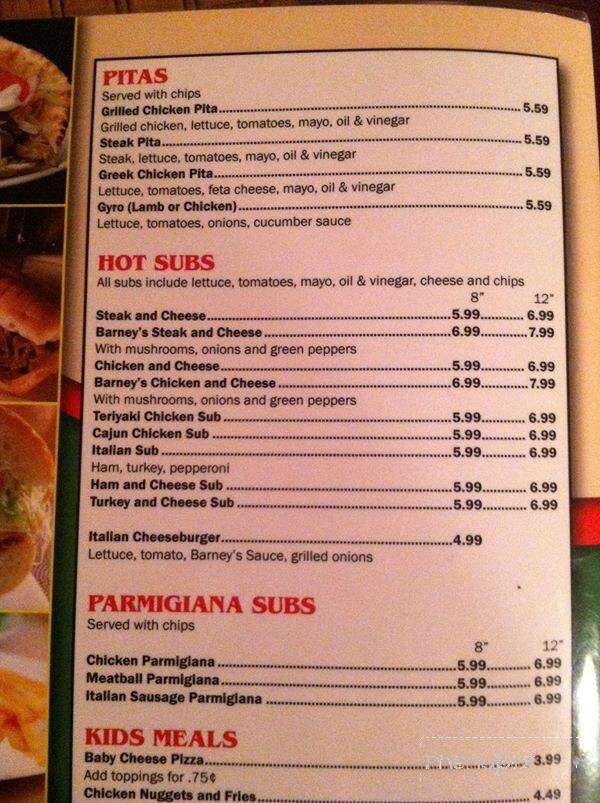 PITAS
Served with chips
Grilled Chicken Pita 5.59
Grilled chicken, lettuce, tomatoes, mayo, oil & vinegar
Steak Pita 5.59
Steak, lettuce, tomatoes, mayo, oil & vinegar
Greek Chicken Pita 5.59
Lettuce, tomatoes, feta cheese, mayo, oil & vinegar
Gyro (Lamb or Chicken) 5.59
Lettuce, tomatoes, onions, cucumber sauce
HOT SUBS
All subs include lettuce, tomatoes, mayo, oil & vinegar, cheese and chips
8" 12"
Steak and Cheese 5.99 6.99
Barney's Steak and Cheese 6.99 7.99
With mushrooms, onions and green peppers
Chicken and Cheese 5.99 6.99
Barney's Chicken and Cheese 6.99 7.99
With mushrooms, onions and green peppers
Teriyaki Chicken Sub 5.99 6.99
Cajun Chicken Sub 5.99 6.99
Italian Sub 5.99 6.99
Ham, turkey, pepperoni
Ham and Cheese Sub 5.99 6.99
Turkey and Cheese Sub 5.99 6.99
Italian Cheeseburger 4.99
Lettuce, tomato, Barney's Sauce, grilled onions
PARMIGIANA SUBS
Served with chips
8" 12"
Chicken Parmigiana 5.99 6.99
Meatball Parmigiana 5.99 6.99
Italian Sausage Parmigiana 5.99 6.99
KIDS MEALS
Baby Cheese Pizza 3.99
Add toppings for .75¢
Chicken Nuggets and Fries 4.49